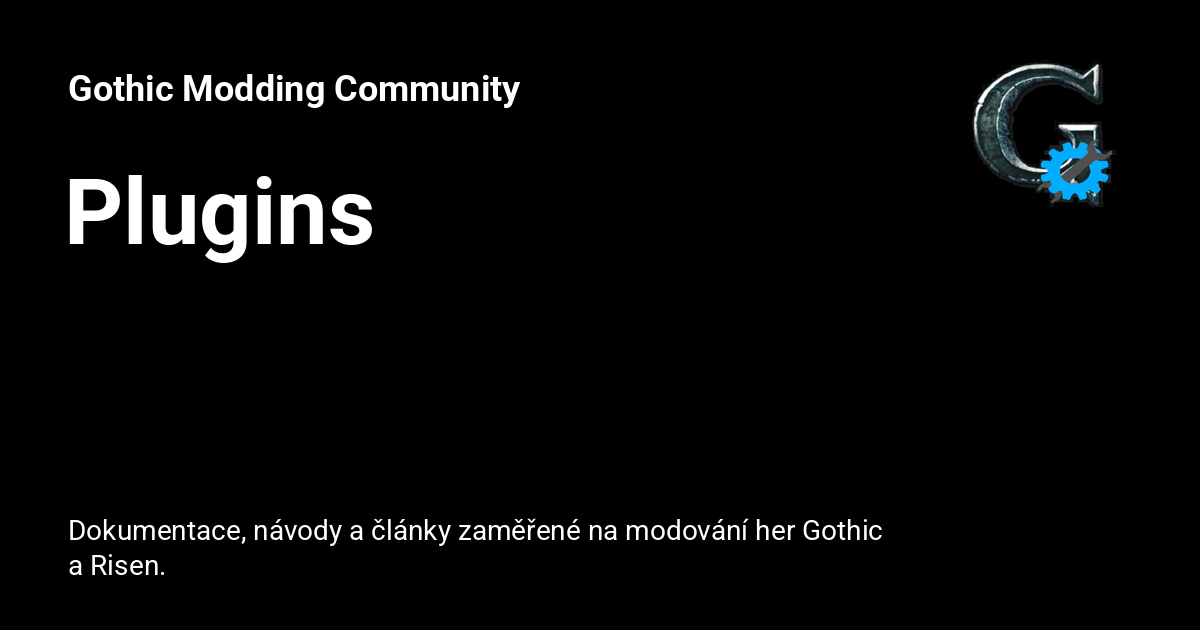 Gothic Modding Community
Plugins
Dokumentace, návody a články zaměřené na modování her Gothic
a Risen.